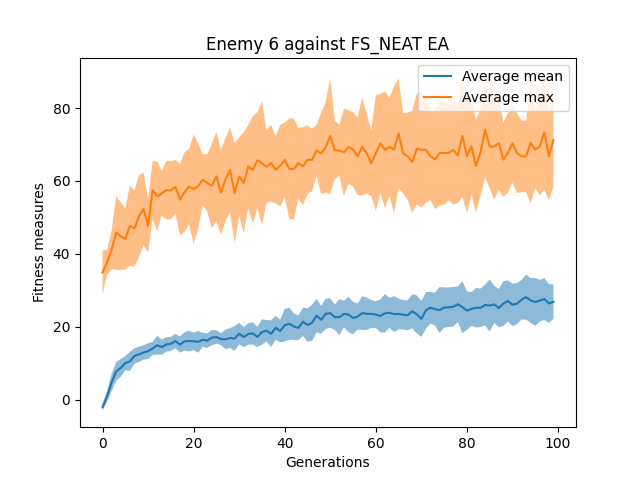 Enemy 6 against FS_NEAT EA
Average mean
Average max
Fitness measures
80
60
40
20
0
0 20 40 60 80 100
Generations